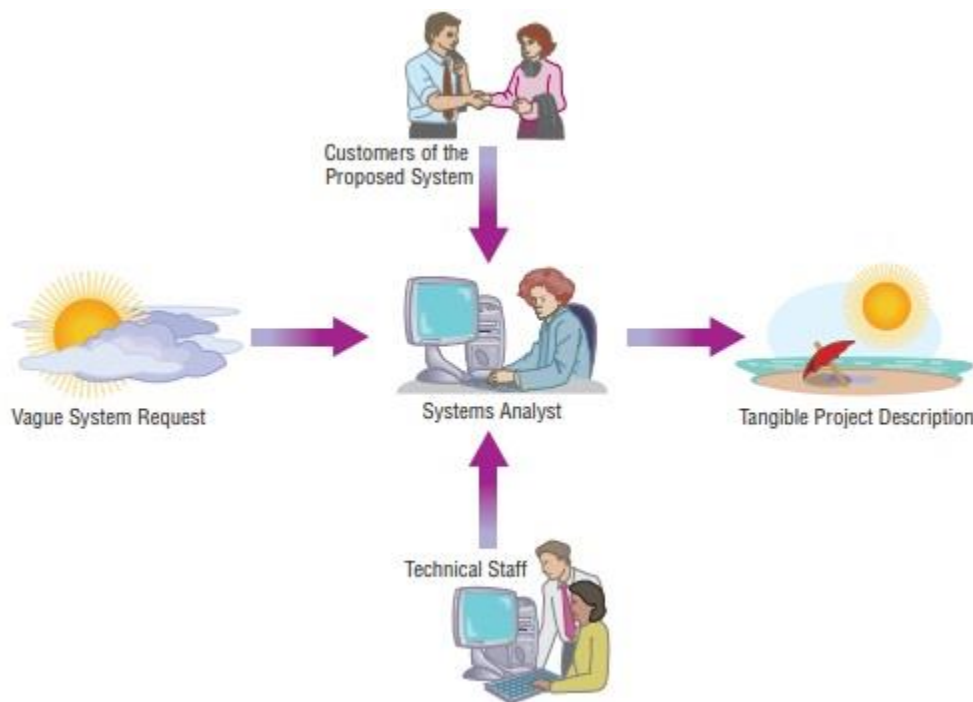 Customers of the
Proposed System
Vague System Request
Systems Analyst
Tangible Project Description
Technical Staff